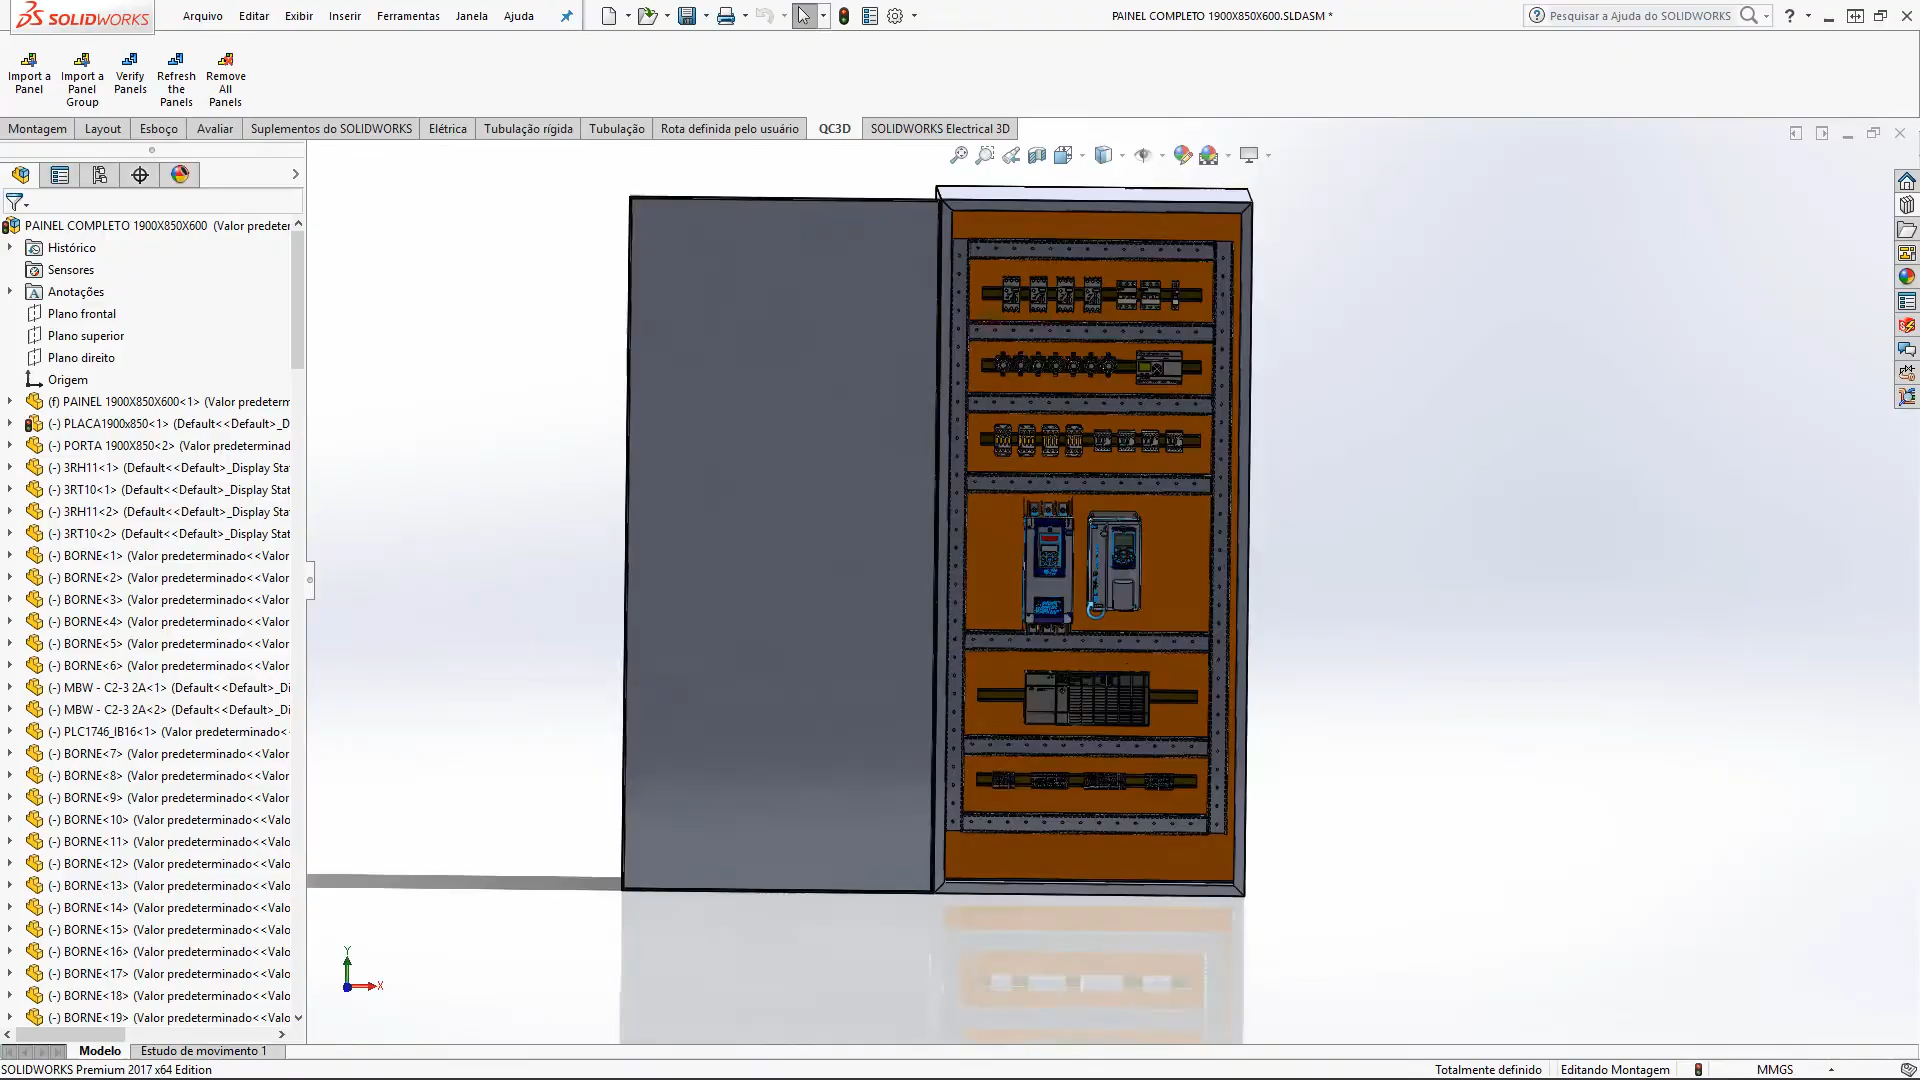 SOLIDWORKS
Arquivo Editar Exibir Inserir Ferramentas Janela Ajuda
PAINEL COMPLETO 1900X850X600.SLDASM *
Pesquisar a Ajuda do SOLIDWORKS
Import a Panel
Import a Panel Group
Verify Panels
Refresh the Panels
Remove All Panels
Montagem Layout Esboço Avaliar Suplementos do SOLIDWORKS Elétrica Tubulação rígida Tubulação Rota definida pelo usuário QC3D SOLIDWORKS Electrical 3D
PAINEL COMPLETO 1900X850X600 (Valor predeter
Histórico
Sensores
Anotações
Plano frontal
Plano superior
Plano direito
Origem
(f) PAINEL 1900X850X600<1> (Valor predeterm
(-) PLACA1900x850<1> (Default<<Default>_D
(-) PORTA 1900X850<2> (Valor predeterminad
(-) 3RH11<1> (Default<<Default>_Display Stat
(-) 3RT10<1> (Default<<Default>_Display Stat
(-) 3RH11<2> (Default<<Default>_Display Stat
(-) 3RT10<2> (Default<<Default>_Display Stat
(-) BORNE<1> (Valor predeterminado<<Valor
(-) BORNE<2> (Valor predeterminado<<Valor
(-) BORNE<3> (Valor predeterminado<<Valor
(-) BORNE<4> (Valor predeterminado<<Valor
(-) BORNE<5> (Valor predeterminado<<Valor
(-) BORNE<6> (Valor predeterminado<<Valor
(-) MBW - C2-3 2A<1> (Default<<Default>_Di
(-) MBW - C2-3 2A<2> (Default<<Default>_Di
(-) PLC1746_IB16<1> (Valor predeterminado<
(-) BORNE<7> (Valor predeterminado<<Valor
(-) BORNE<8> (Valor predeterminado<<Valor
(-) BORNE<9> (Valor predeterminado<<Valor
(-) BORNE<10> (Valor predeterminado<<Valo
(-) BORNE<11> (Valor predeterminado<<Valo
(-) BORNE<12> (Valor predeterminado<<Valo
(-) BORNE<13> (Valor predeterminado<<Valo
(-) BORNE<14> (Valor predeterminado<<Valo
(-) BORNE<15> (Valor predeterminado<<Valo
(-) BORNE<16> (Valor predeterminado<<Valo
(-) BORNE<17> (Valor predeterminado<<Valo
(-) BORNE<18> (Valor predeterminado<<Valo
(-) BORNE<19> (Valor predeterminado<<Valo
Y
X
Modelo Estudo de movimento 1
SOLIDWORKS Premium 2017 x64 Edition
Totalmente definido Editando Montagem MMGS